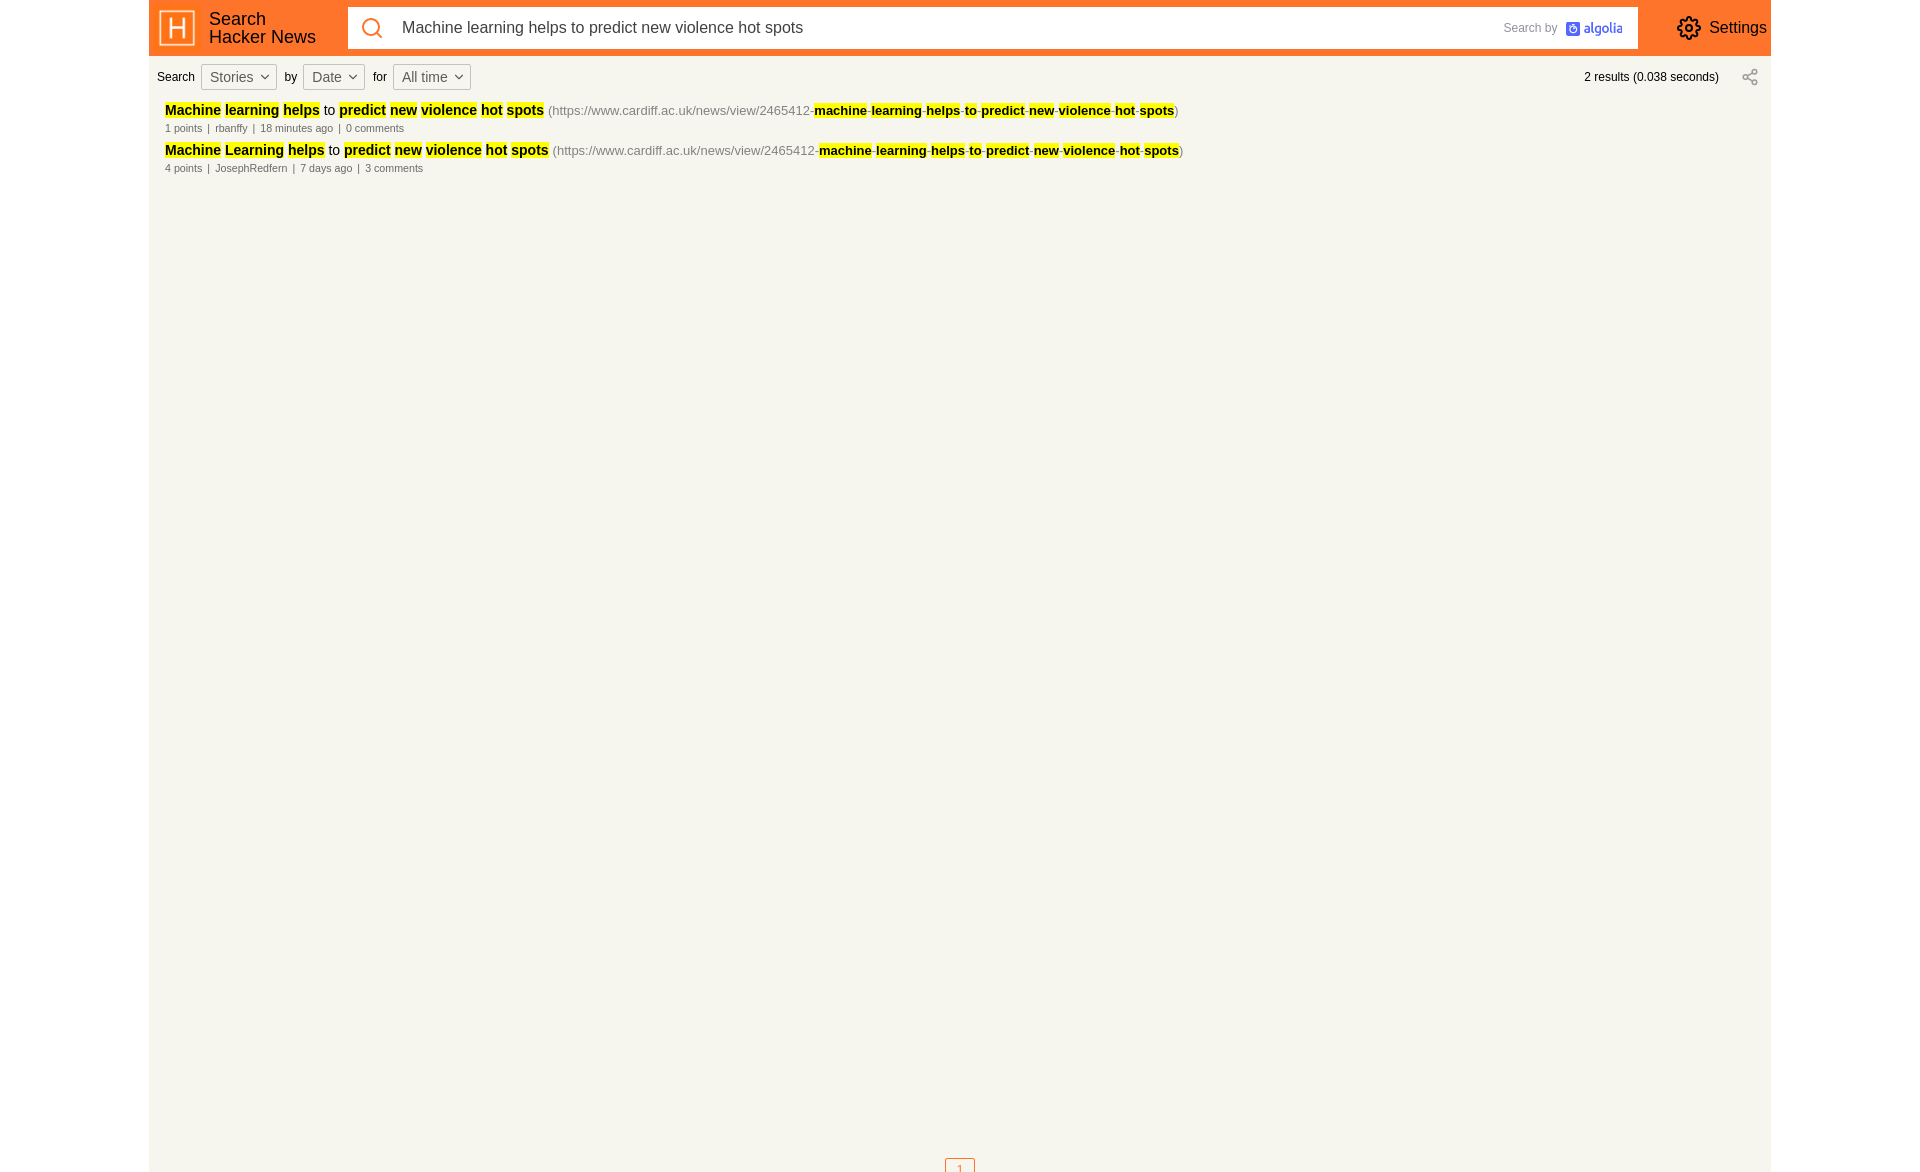 Search
Hacker News
Machine learning helps to predict new violence hot spots
Search by algolia
Settings
Search Stories by Date for All time
2 results (0.038 seconds)
Machine learning helps to predict new violence hot spots (https://www.cardiff.ac.uk/news/view/2465412-machine-learning-helps-to-predict-new-violence-hot-spots)
1 points | rbanffy | 18 minutes ago | 0 comments
Machine Learning helps to predict new violence hot spots (https://www.cardiff.ac.uk/news/view/2465412-machine-learning-helps-to-predict-new-violence-hot-spots)
4 points | JosephRedfern | 7 days ago | 3 comments
1